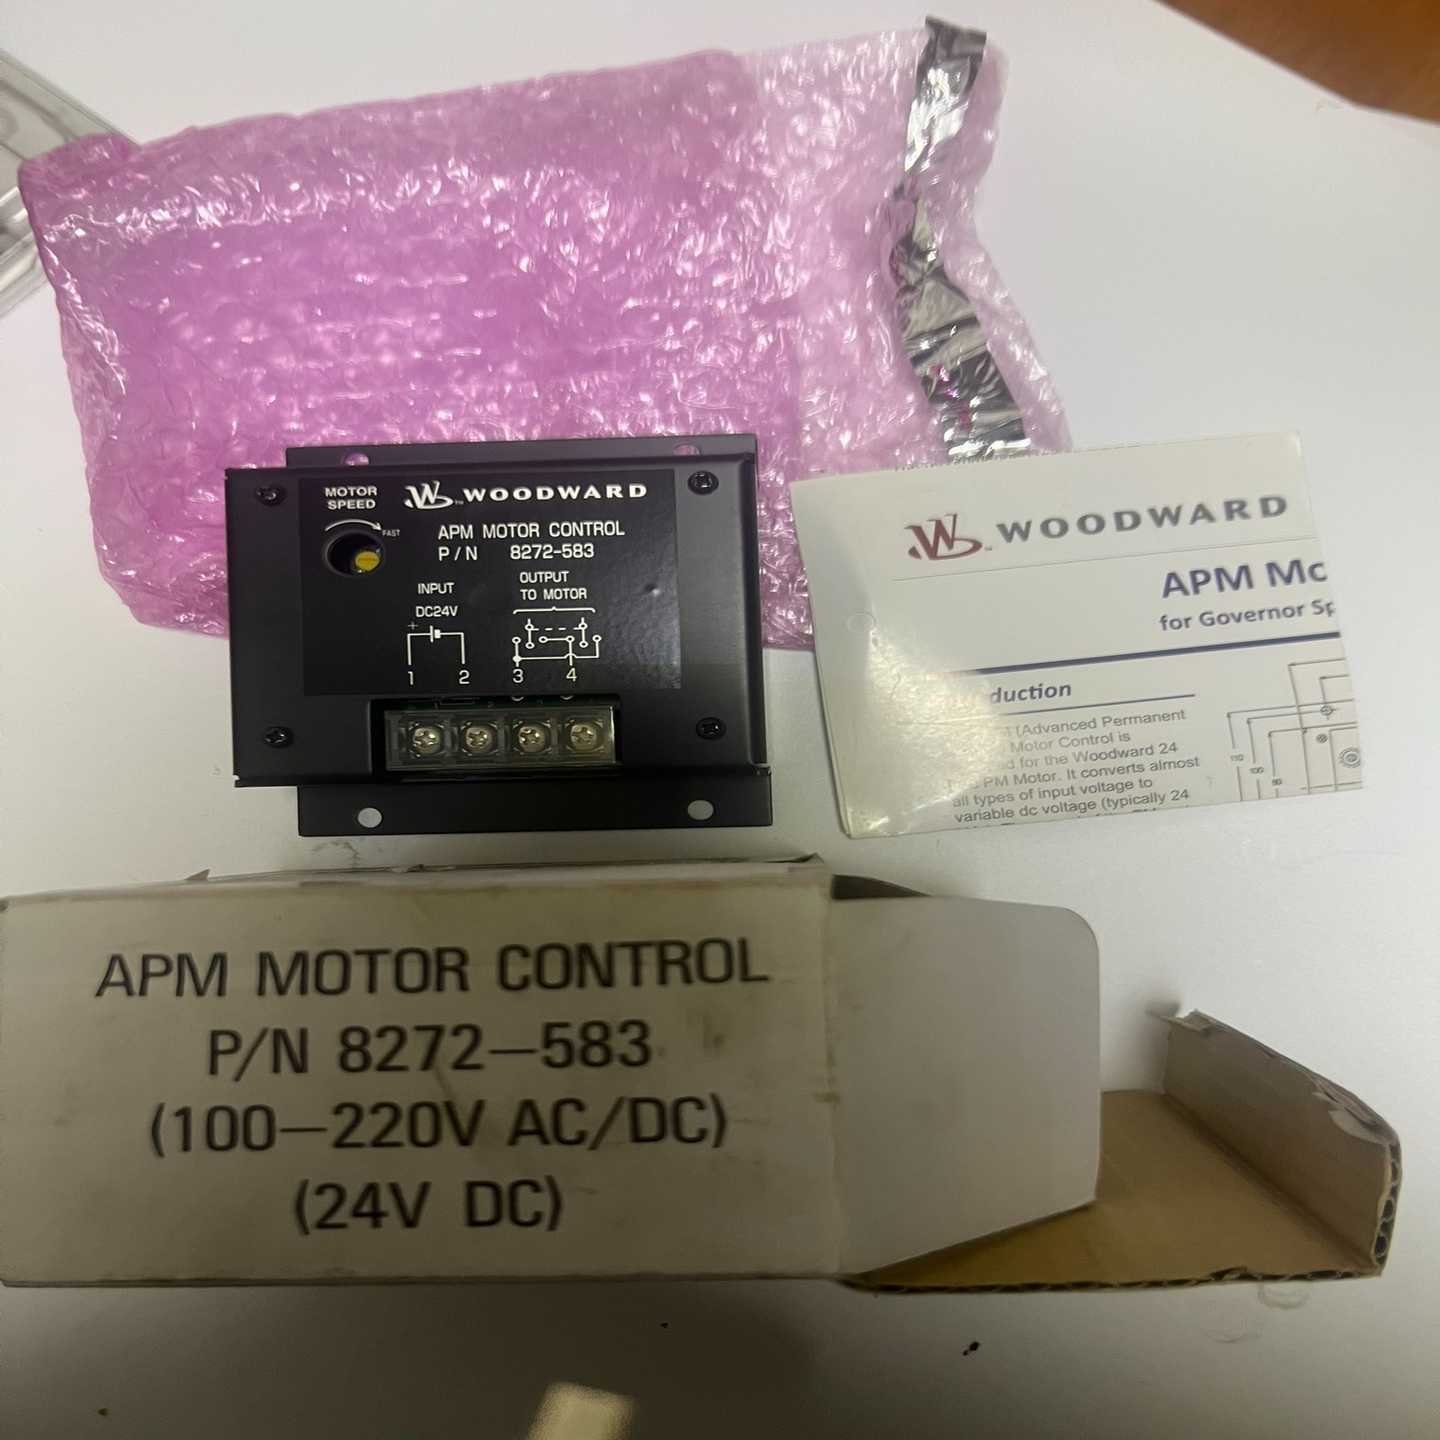 MOTOR
SPEED
FAST
W WOODWARD
APM MOTOR CONTROL
P/N 8272-583
INPUT
DC24V
OUTPUT
TO MOTOR
+
1 2 3 4
W WOODWARD
APM Mo
for Governor Sp
duction
(Advanced Permanent
Motor Control is
for the Woodward 24
PM Motor. It converts almost
all types of input voltage to
variable dc voltage (typically 24
110
100
90
APM MOTOR CONTROL
P/N 8272-583
(100-220V AC/DC)
(24V DC)